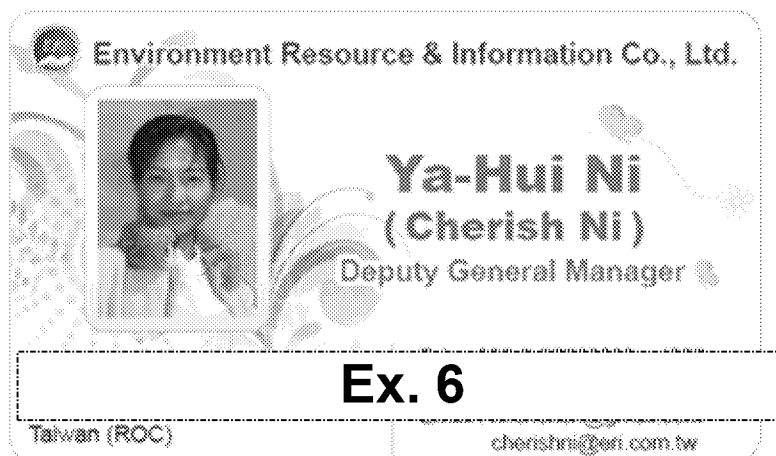 Environment Resource & Information Co., Ltd.
Ya-Hui Ni
(Cherish Ni)
Deputy General Manager
Ex. 6
Taiwan (ROC)
cherishni@eri.com.tw